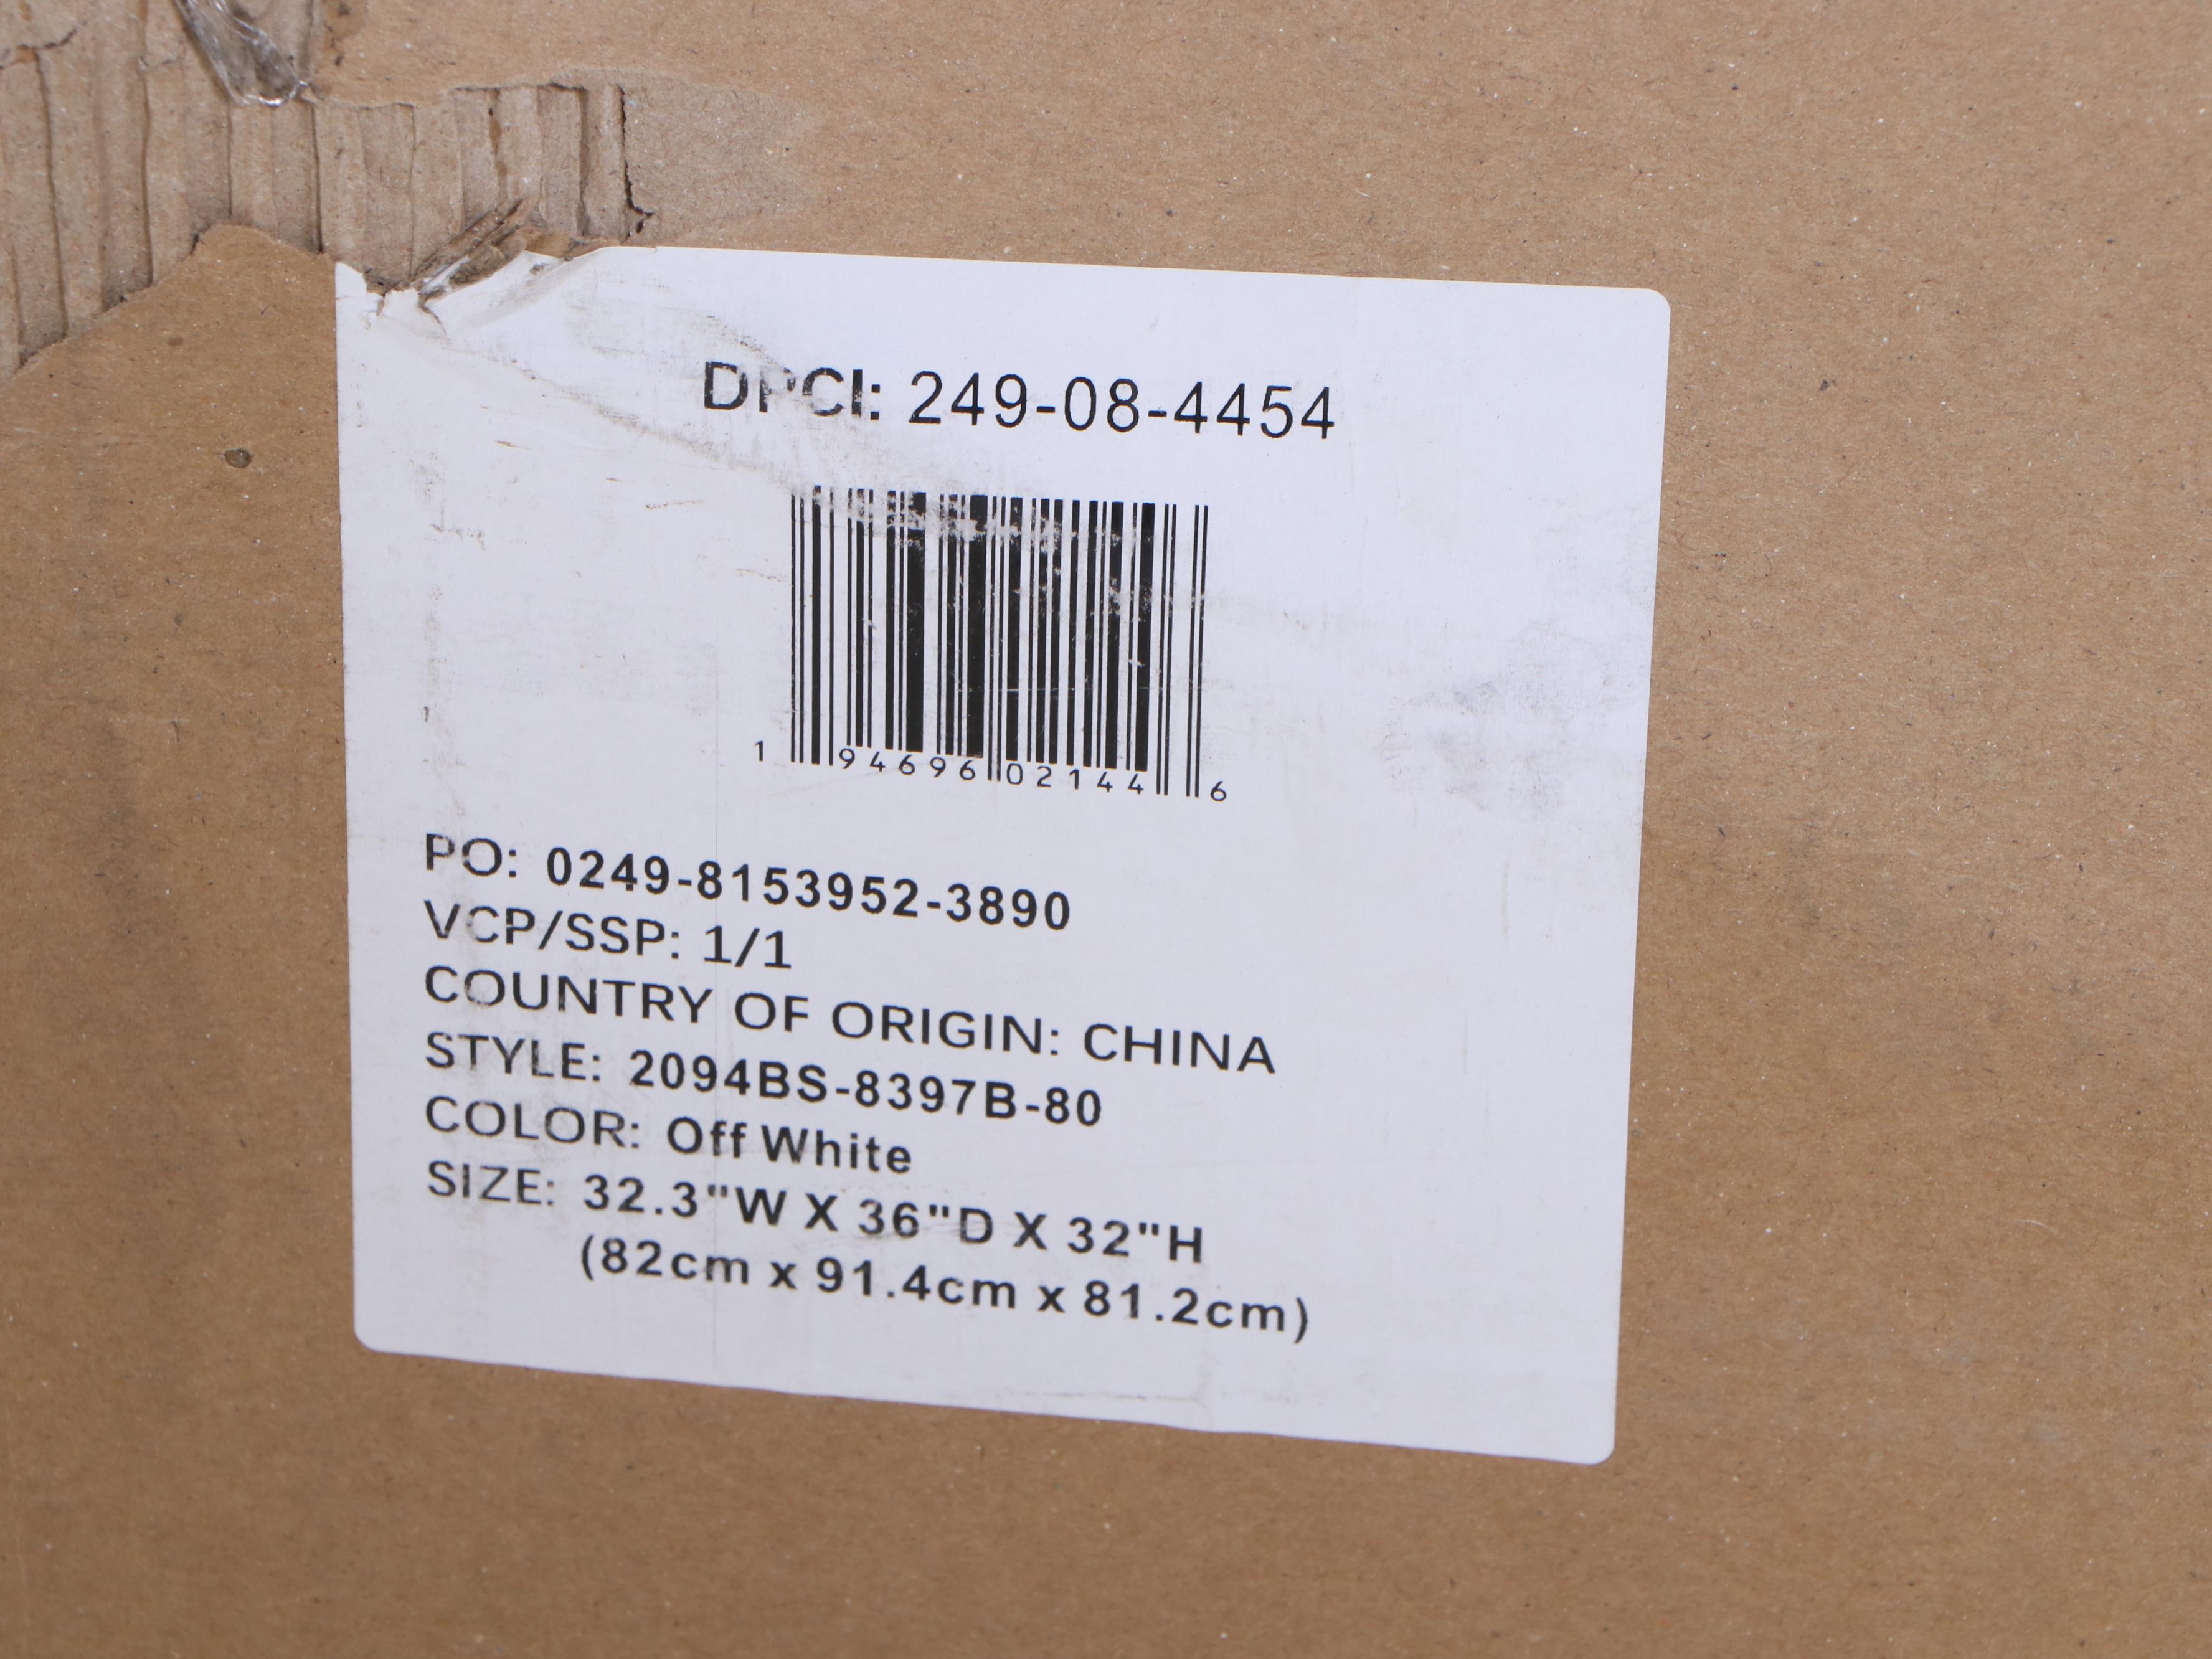 DPCI: 249-08-4454
1 94696 02144 6
PO: 0249-8153952-3890
VCP/SSP: 1/1
COUNTRY OF ORIGIN: CHINA
STYLE: 2094BS-8397B-80
COLOR: Off White
SIZE: 32.3"W X 36"D X 32"H
(82cm x 91.4cm x 81.2cm)